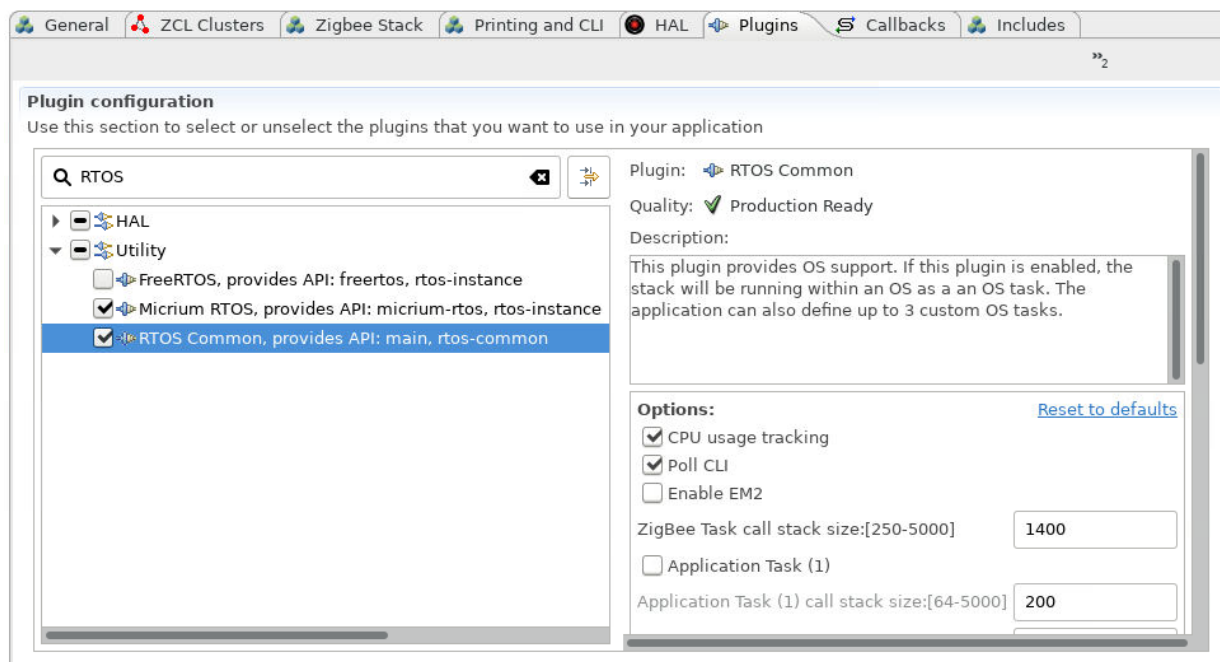 General ZCL Clusters Zigbee Stack Printing and CLI HAL Plugins Callbacks Includes
»2
Plugin configuration
Use this section to select or unselect the plugins that you want to use in your application
RTOS
HAL
Utility
FreeRTOS, provides API: freertos, rtos-instance
Micrium RTOS, provides API: micrium-rtos, rtos-instance
RTOS Common, provides API: main, rtos-common
Plugin: RTOS Common
Quality: Production Ready
Description:
This plugin provides OS support. If this plugin is enabled, the
stack will be running within an OS as a an OS task. The
application can also define up to 3 custom OS tasks.
Options: Reset to defaults
CPU usage tracking
Poll CLI
Enable EM2
ZigBee Task call stack size:[250-5000] 1400
Application Task (1)
Application Task (1) call stack size:[64-5000] 200